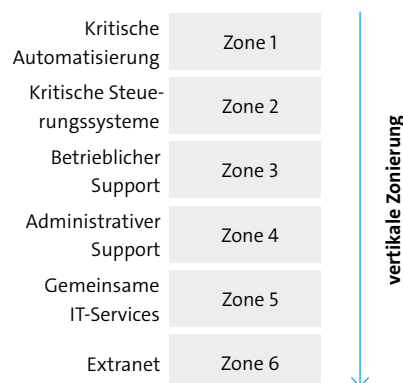 Kritische
Automatisierung
Zone 1
Kritische Steue-
rungssysteme
Zone 2
Betrieblicher
Support
Zone 3
Administrativer
Support
Zone 4
Gemeinsame
IT-Services
Zone 5
Extranet
Zone 6
vertikale Zonierung